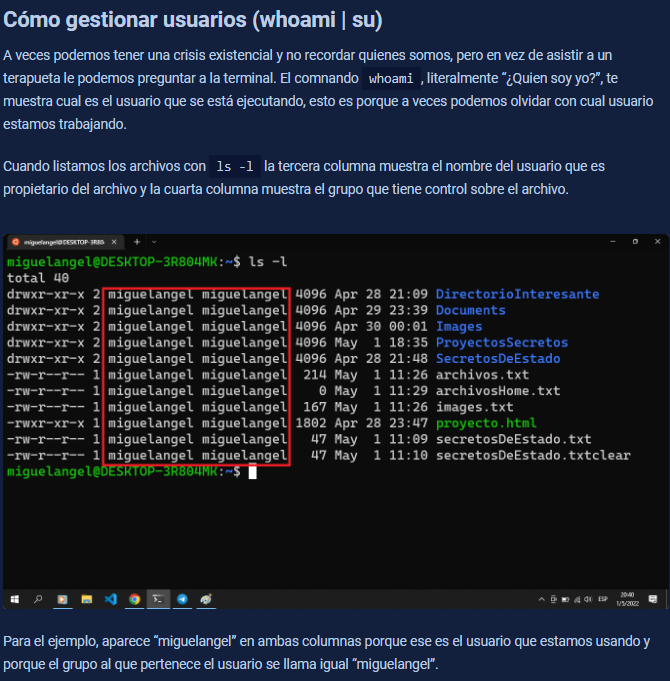 Cómo gestionar usuarios (whoami | su)
A veces podemos tener una crisis existencial y no recordar quienes somos, pero en vez de asistir a un
terapueta le podemos preguntar a la terminal. El comnando whoami , literalmente “¿Quien soy yo?”, te
muestra cual es el usuario que se está ejecutando, esto es porque a veces podemos olvidar con cual usuario
estamos trabajando.
Cuando listamos los archivos con ls -l la tercera columna muestra el nombre del usuario que es
propietario del archivo y la cuarta columna muestra el grupo que tiene control sobre el archivo.
miguelangel@DESKTOP-3R804
miguelangel@DESKTOP-3R804MK:~$ ls -l
total 40
drwxr-xr-x 2 miguelangel miguelangel 4096 Apr 28 21:09 DirectorioInteresante
drwxr-xr-x 2 miguelangel miguelangel 4096 Apr 29 23:39 Documents
drwxr-xr-x 2 miguelangel miguelangel 4096 Apr 30 00:01 Images
drwxr-xr-x 2 miguelangel miguelangel 4096 May 1 18:35 ProyectosSecretos
drwxr-xr-x 2 miguelangel miguelangel 4096 Apr 28 21:48 SecretosDeEstado
-rw-r--r-- 1 miguelangel miguelangel 214 May 1 11:26 archivos.txt
-rw-r--r-- 1 miguelangel miguelangel 0 May 1 11:29 archivosHome.txt
-rw-r--r-- 1 miguelangel miguelangel 167 May 1 11:26 images.txt
-rwxr-xr-x 1 miguelangel miguelangel 1802 Apr 28 23:47 proyecto.html
-rw-r--r-- 1 miguelangel miguelangel 47 May 1 11:09 secretosDeEstado.txt
-rw-r--r-- 1 miguelangel miguelangel 47 May 1 11:10 secretosDeEstado.txtclear
miguelangel@DESKTOP-3R804MK:~$
ESP
20:40
1/5/2022
Para el ejemplo, aparece “miguelangel” en ambas columnas porque ese es el usuario que estamos usando y
porque el grupo al que pertenece el usuario se llama igual “miguelangel”.